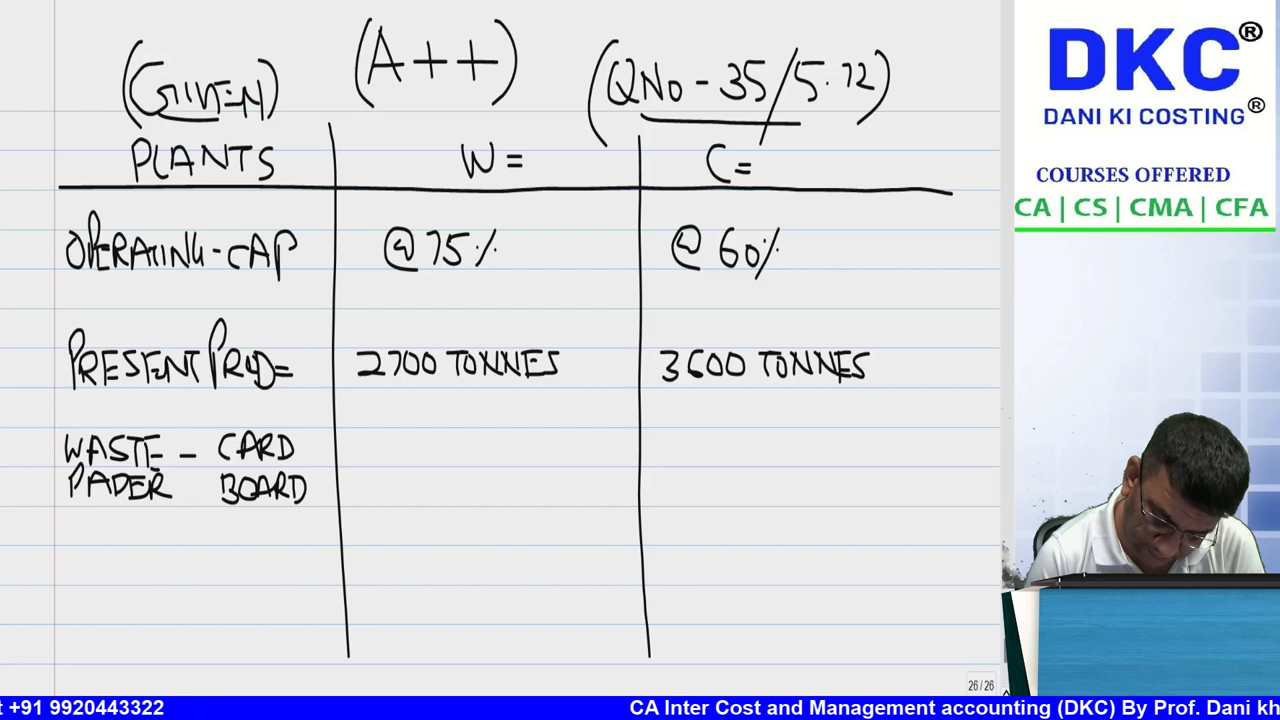 (GIVEN) (A++) (QNo - 35/5.72)
PLANTS W= C=
OPERATING-CAP @ 75% @ 60%
PRESENT PROD= 2700 TONNES 3600 TONNES
WASTE - CARD
PAPER BOARD
26/26
DKC®
DANI KI COSTING®
COURSES OFFERED
CA | CS | CMA | CFA
t +91 9920443322 CA Inter Cost and Management accounting (DKC) By Prof. Dani kh